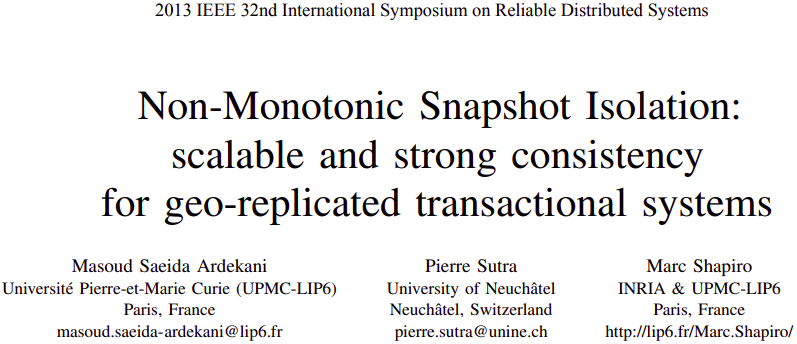 2013 IEEE 32nd International Symposium on Reliable Distributed Systems
Non-Monotonic Snapshot Isolation:
scalable and strong consistency
for geo-replicated transactional systems
Masoud Saeida Ardekani
Université Pierre-et-Marie Curie (UPMC-LIP6)
Paris, France
masoud.saeida-ardekani@lip6.fr
Pierre Sutra
University of Neuchâtel
Neuchâtel, Switzerland
pierre.sutra@unine.ch
Marc Shapiro
INRIA & UPMC-LIP6
Paris, France
http://lip6.fr/Marc.Shapiro/